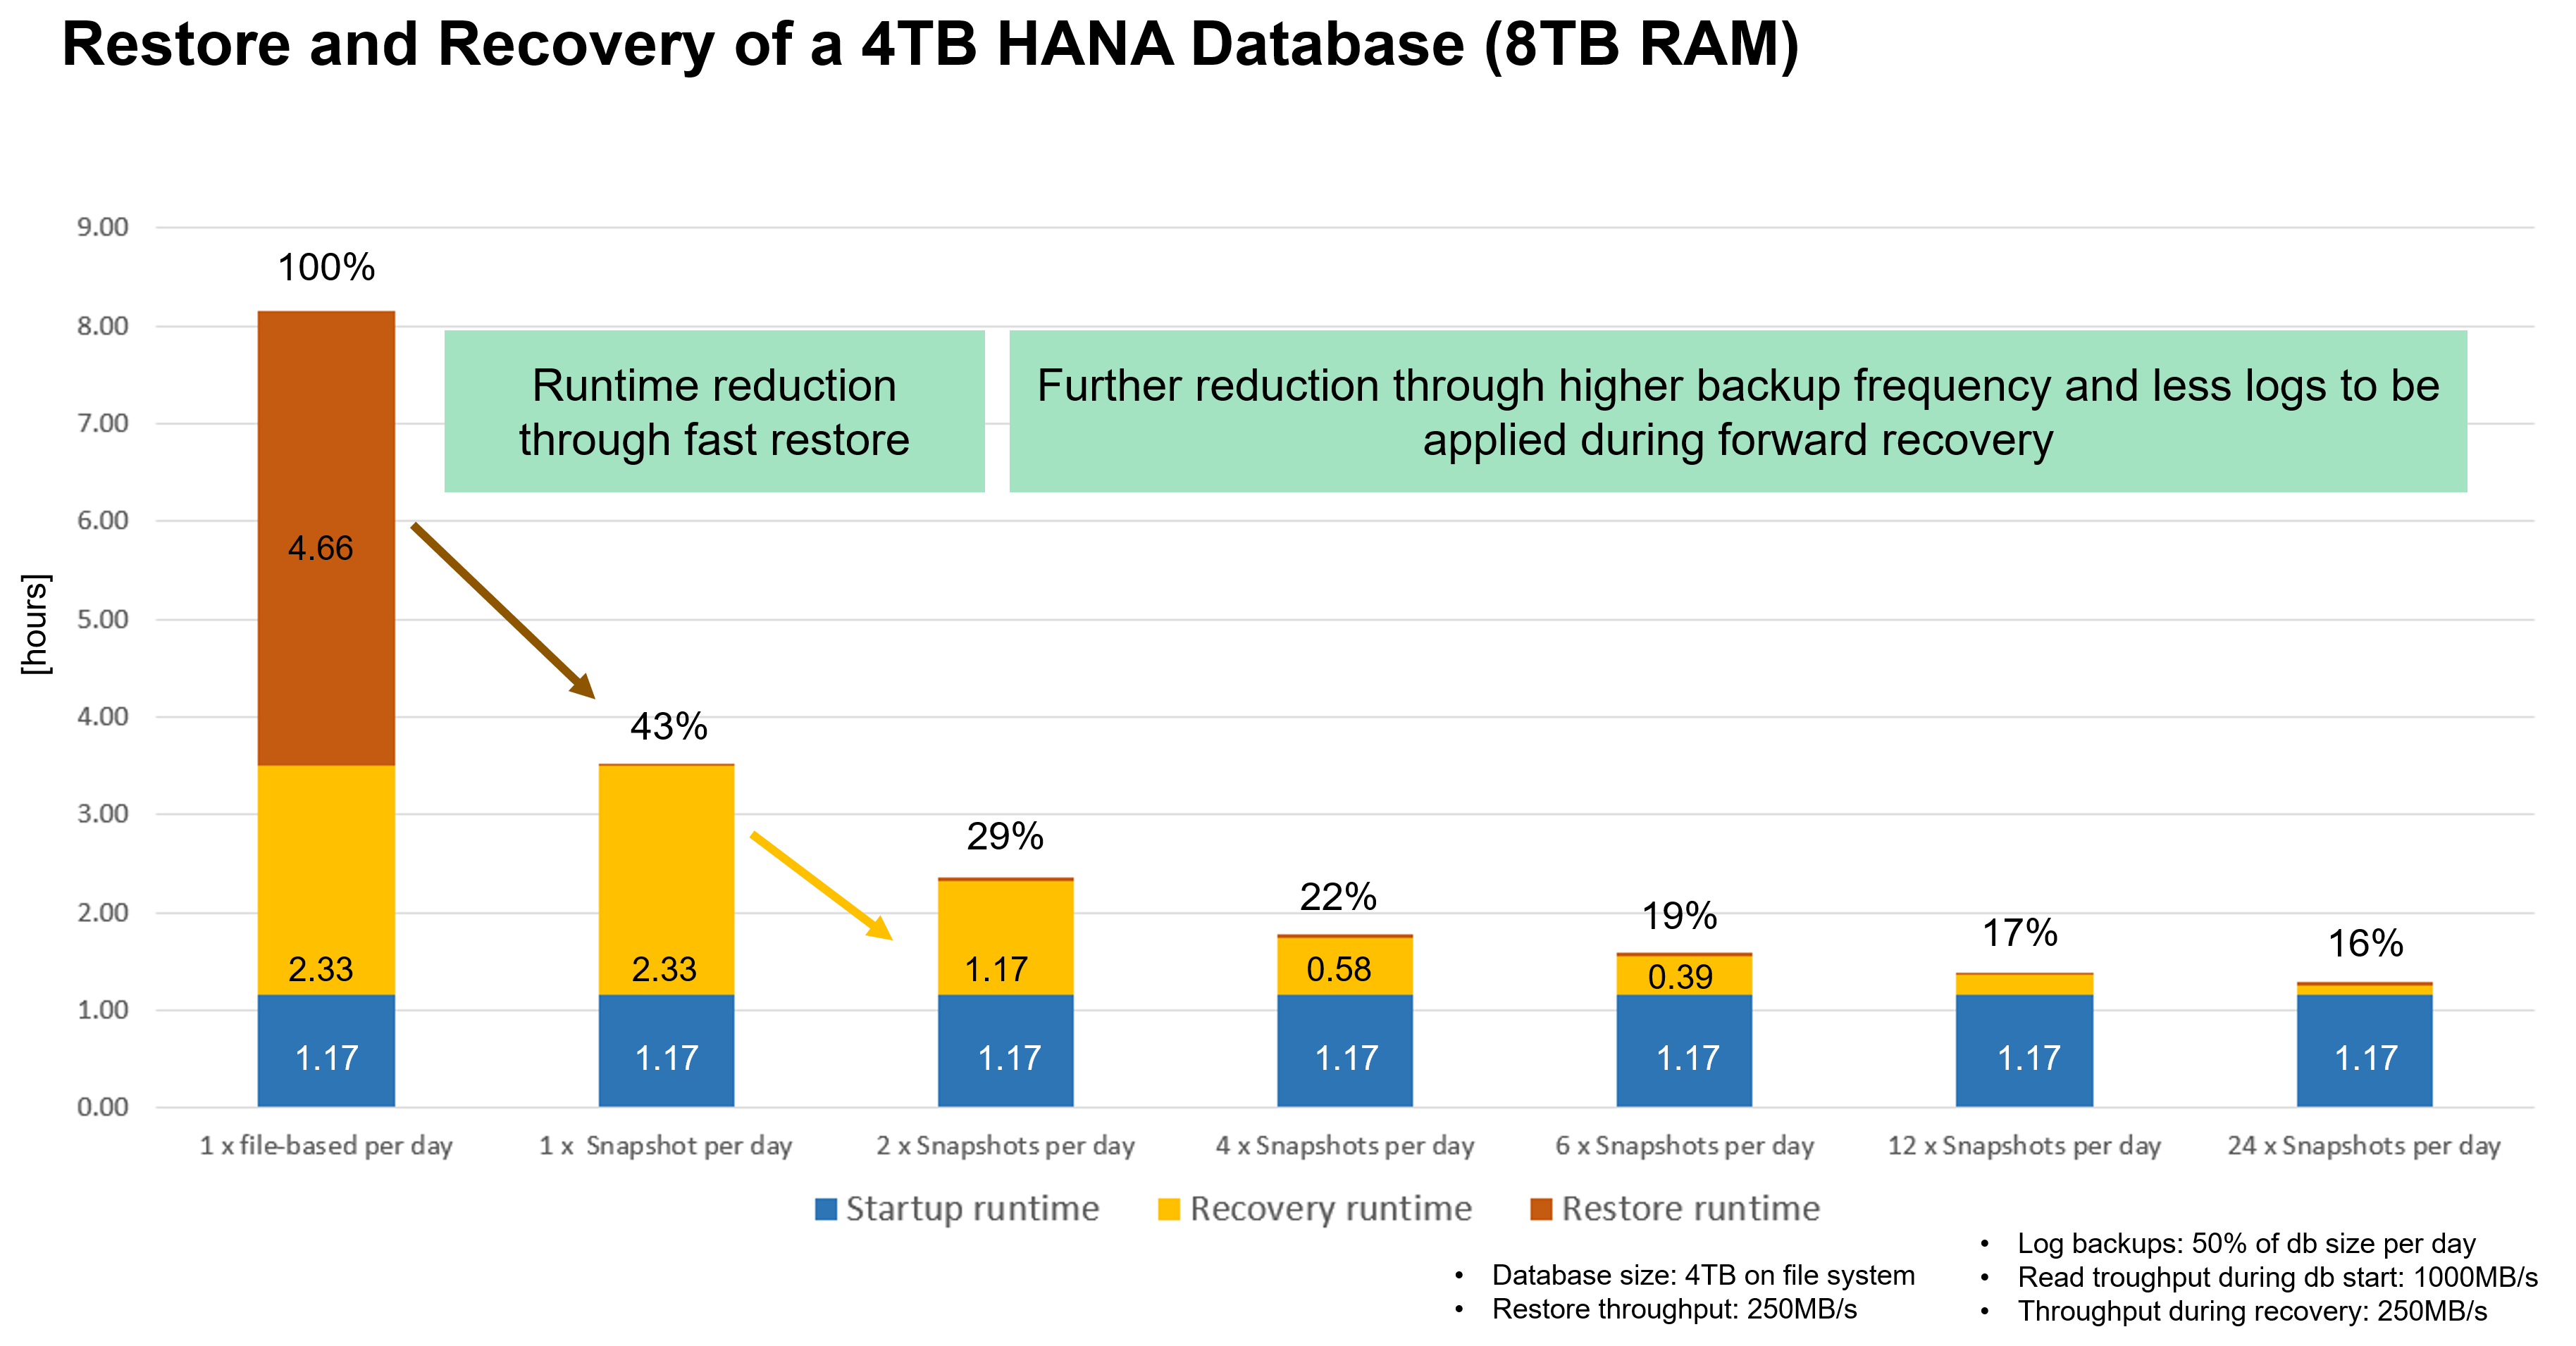 Restore and Recovery of a 4TB HANA Database (8TB RAM)
9.00
8.00
7.00
6.00
5.00
4.00
3.00
2.00
1.00
0.00
[hours]
100%
43%
29%
22%
19%
17%
16%
Runtime reduction
through fast restore
Further reduction through higher backup frequency and less logs to be
applied during forward recovery
4.66
2.33
2.33
1.17
0.58
0.39
1.17
1.17
1.17
1.17
1.17
1.17
1.17
1 x file-based per day
1 x  Snapshot per day
2 x Snapshots per day
4 x Snapshots per day
6 x Snapshots per day
12 x Snapshots per day
24 x Snapshots per day
Startup runtime
Recovery runtime
Restore runtime
• Database size: 4TB on file system
• Restore throughput: 250MB/s
• Log backups: 50% of db size per day
• Read troughput during db start: 1000MB/s
• Throughput during recovery: 250MB/s